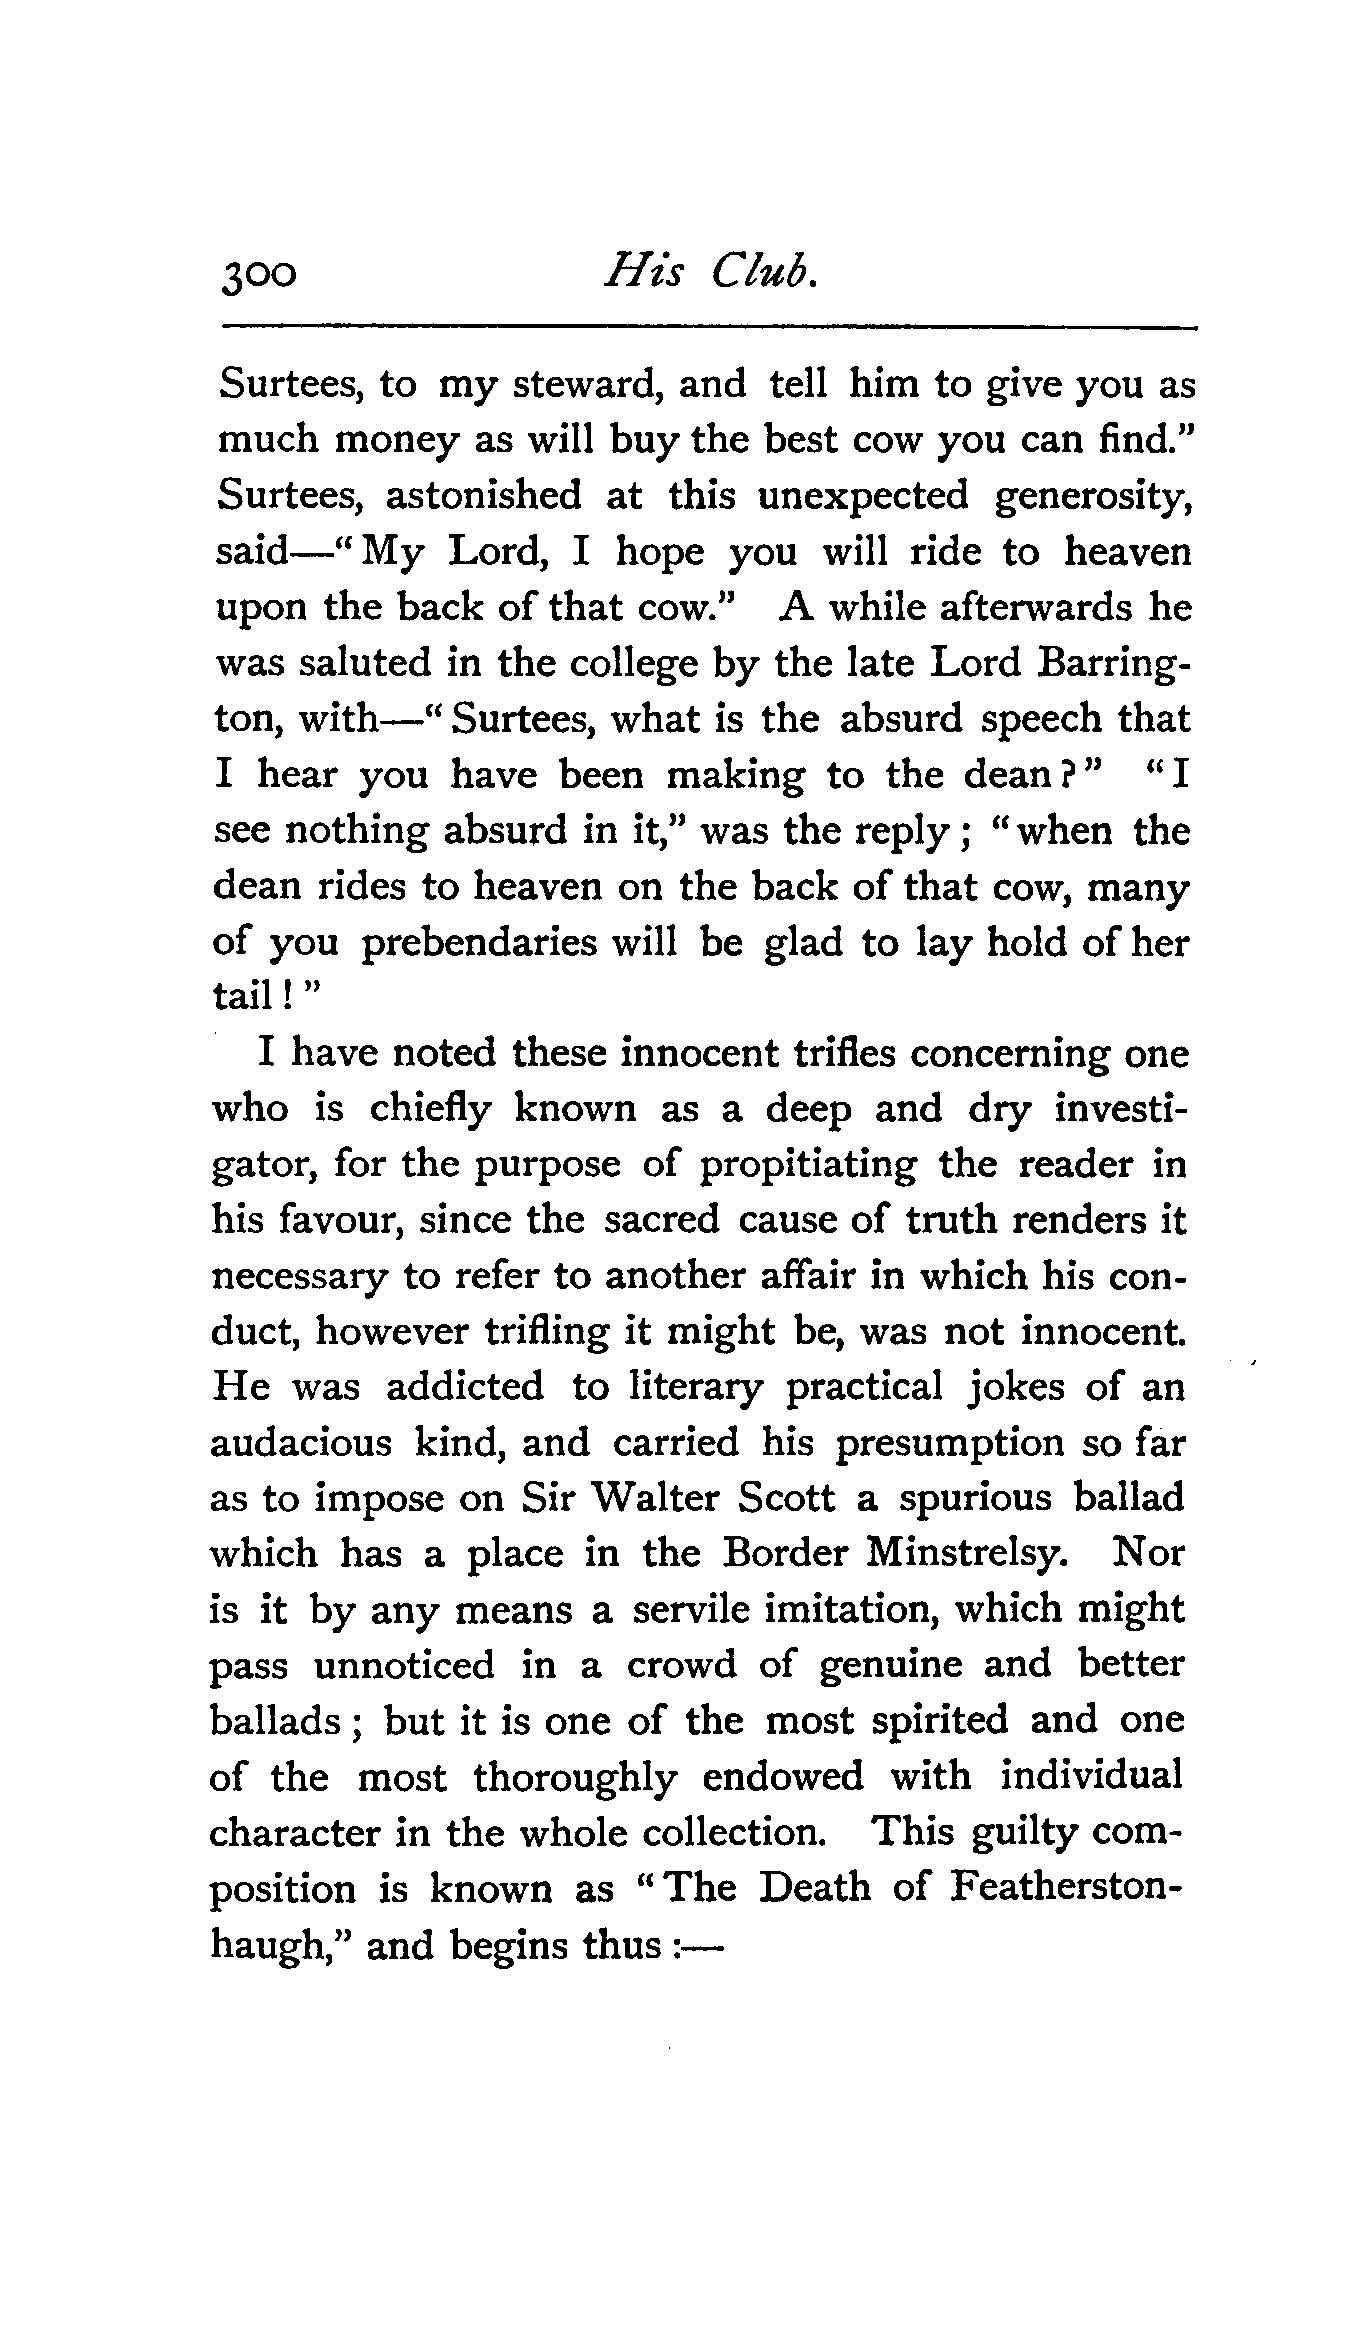 300 His Club.
Surtees, to my steward, and tell him to give you as
much money as will buy the best cow you can find."
Surtees, astonished at this unexpected generosity,
said—"My Lord, I hope you will ride to heaven
upon the back of that cow." A while afterwards he
was saluted in the college by the late Lord Barring-
ton, with—"Surtees, what is the absurd speech that
I hear you have been making to the dean?" "I
see nothing absurd in it," was the reply; "when the
dean rides to heaven on the back of that cow, many
of you prebendaries will be glad to lay hold of her
tail!"
I have noted these innocent trifles concerning one
who is chiefly known as a deep and dry investi-
gator, for the purpose of propitiating the reader in
his favour, since the sacred cause of truth renders it
necessary to refer to another affair in which his con-
duct, however trifling it might be, was not innocent.
He was addicted to literary practical jokes of an
audacious kind, and carried his presumption so far
as to impose on Sir Walter Scott a spurious ballad
which has a place in the Border Minstrelsy. Nor
is it by any means a servile imitation, which might
pass unnoticed in a crowd of genuine and better
ballads; but it is one of the most spirited and one
of the most thoroughly endowed with individual
character in the whole collection. This guilty com-
position is known as "The Death of Featherston-
haugh," and begins thus:—